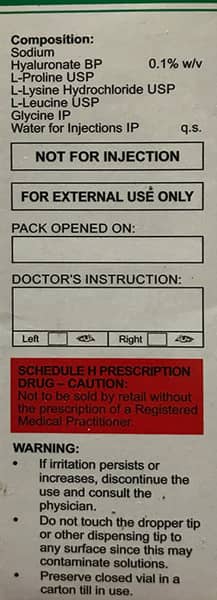 Composition:
Sodium
Hyaluronate BP 0.1% w/v
L-Proline USP
L-Lysine Hydrochloride USP
L-Leucine USP
Glycine IP
Water for Injections IP q.s.
NOT FOR INJECTION
FOR EXTERNAL USE ONLY
PACK OPENED ON:
DOCTOR'S INSTRUCTION:
Left Right
SCHEDULE H PRESCRIPTION
DRUG – CAUTION:
Not to be sold by retail without
the prescription of a Registered
Medical Practitioner.
WARNING:
• If irritation persists or
increases, discontinue the
use and consult the
physician.
• Do not touch the dropper tip
or other dispensing tip to
any surface since this may
contaminate solutions.
• Preserve closed vial in a
carton till in use.